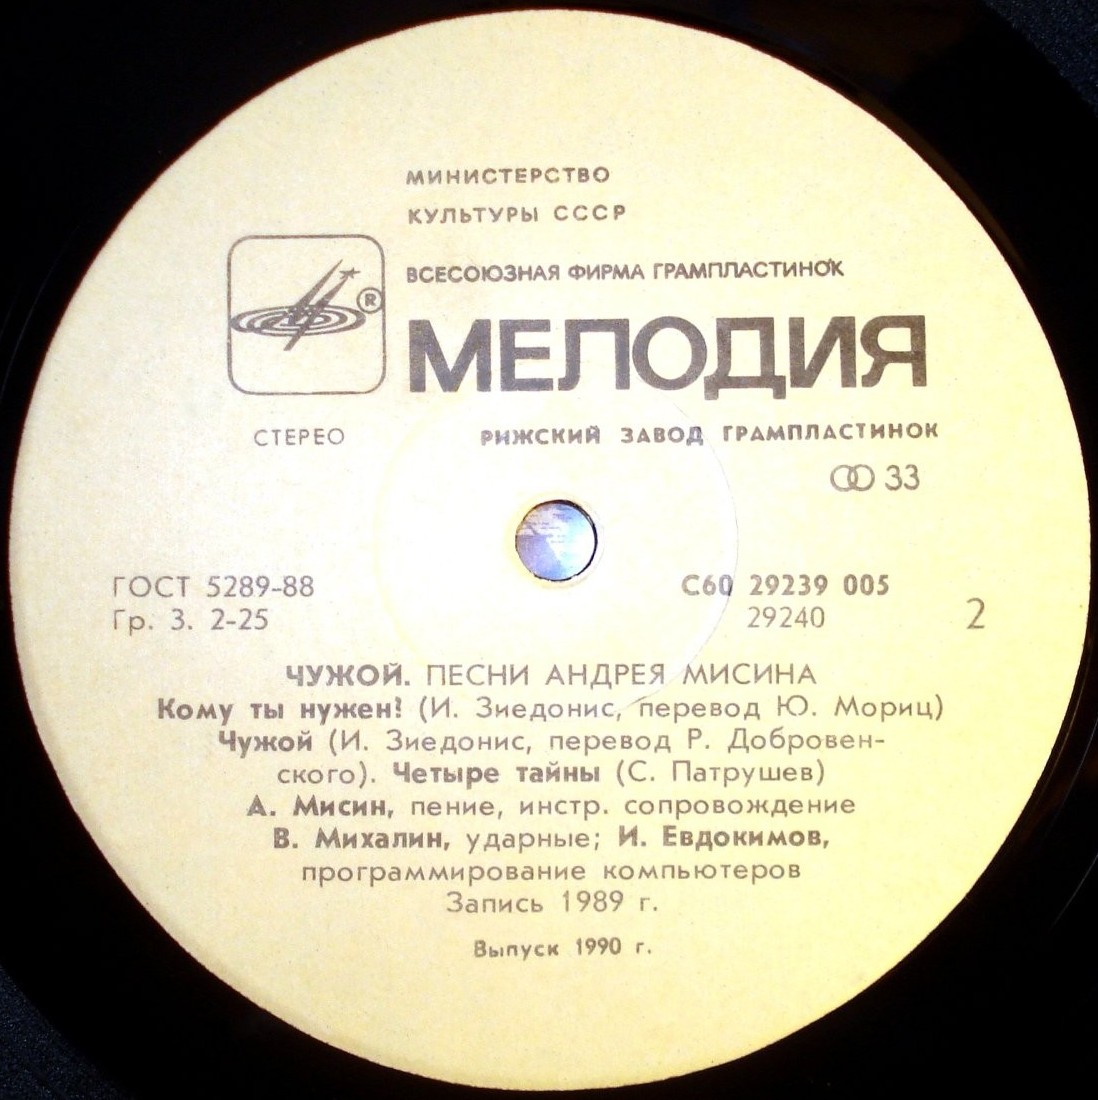 МИНИСТЕРСТВО
КУЛЬТУРЫ СССР
ВСЕСОЮЗНАЯ ФИРМА ГРАМПЛАСТИНОК
®
МЕЛОДИЯ
СТЕРЕО
РИЖСКИЙ ЗАВОД ГРАМПЛАСТИНОК
33
ГОСТ 5289-88
С60 29239 005
Гр. 3. 2-25
29240
2
ЧУЖОЙ. ПЕСНИ АНДРЕЯ МИСИНА
Кому ты нужен? (И. Зиедонис, перевод Ю. Мориц)
Чужой (И. Зиедонис, перевод Р. Добровен-
ского). Четыре тайны (С. Патрушев)
А. Мисин, пение, инстр. сопровождение
В. Михалин, ударные; И. Евдокимов,
программирование компьютеров
Запись 1989 г.
Выпуск 1990 г.